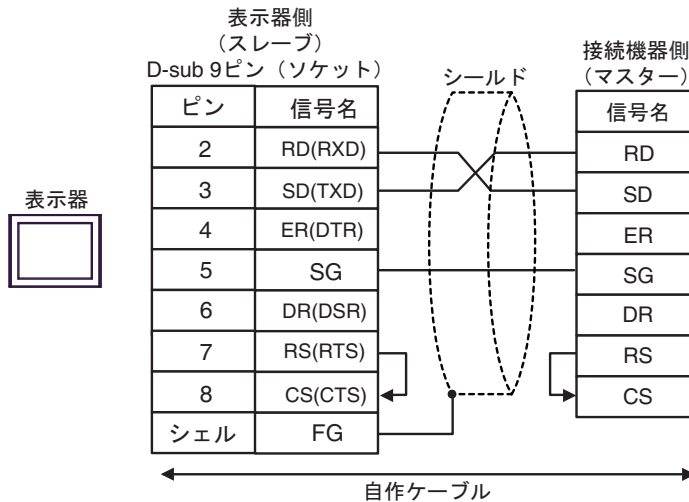 表示器側
（スレーブ）
D-sub 9ピン（ソケット）
シールド
接続機器側
（マスター）
ピン 信号名
信号名
2 RD(RXD)
RD
3 SD(TXD)
SD
表示器
4 ER(DTR)
ER
5 SG
SG
6 DR(DSR)
DR
7 RS(RTS)
RS
8 CS(CTS)
CS
シェル FG
自作ケーブル